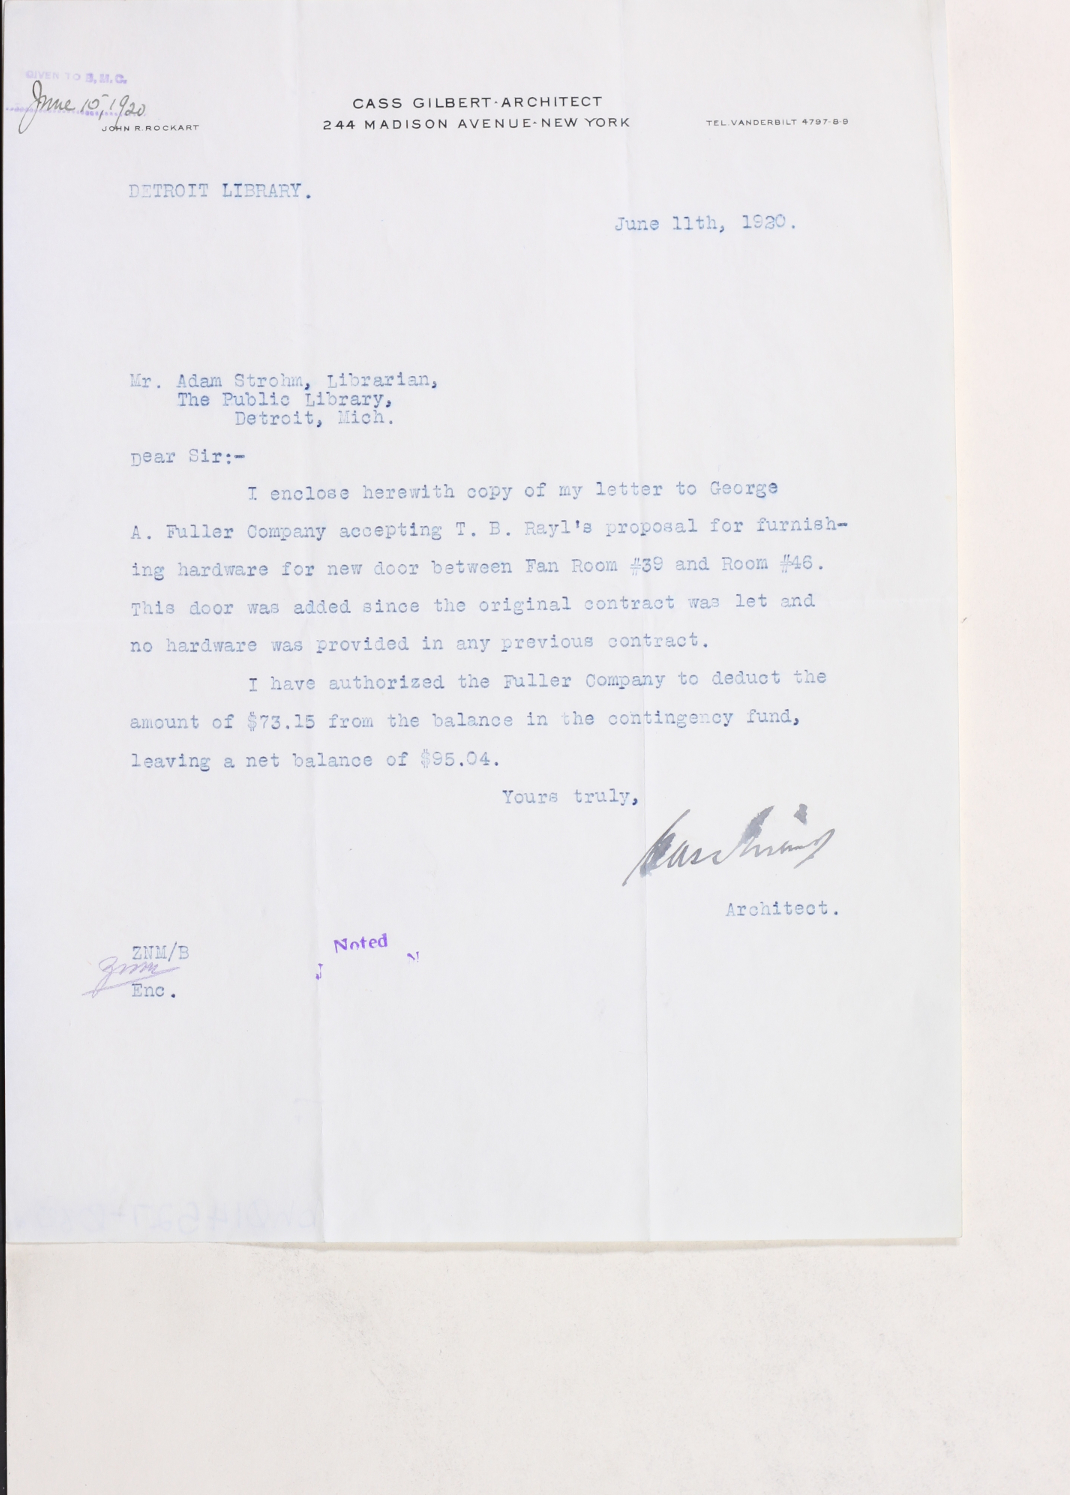 GIVEN TO B.M.C.
June 15, 1920
JOHN R. ROCKART
CASS GILBERT-ARCHITECT
244 MADISON AVENUE-NEW YORK
TEL. VANDERBILT 4797-8-9
DETROIT LIBRARY.
June 11th, 1920.
Mr. Adam Strohm, Librarian,
The Public Library,
Detroit, Mich.
Dear Sir:-
I enclose herewith copy of my letter to George
A. Fuller Company accepting T. B. Rayl's proposal for furnish-
ing hardware for new door between Fan Room #39 and Room #46.
This door was added since the original contract was let and
no hardware was provided in any previous contract.
I have authorized the Fuller Company to deduct the
amount of $73.15 from the balance in the contingency fund,
leaving a net balance of $95.04.
Yours truly,
Cass Gilbert
Architect.
ZNM/B
ZNM
Enc.
Noted